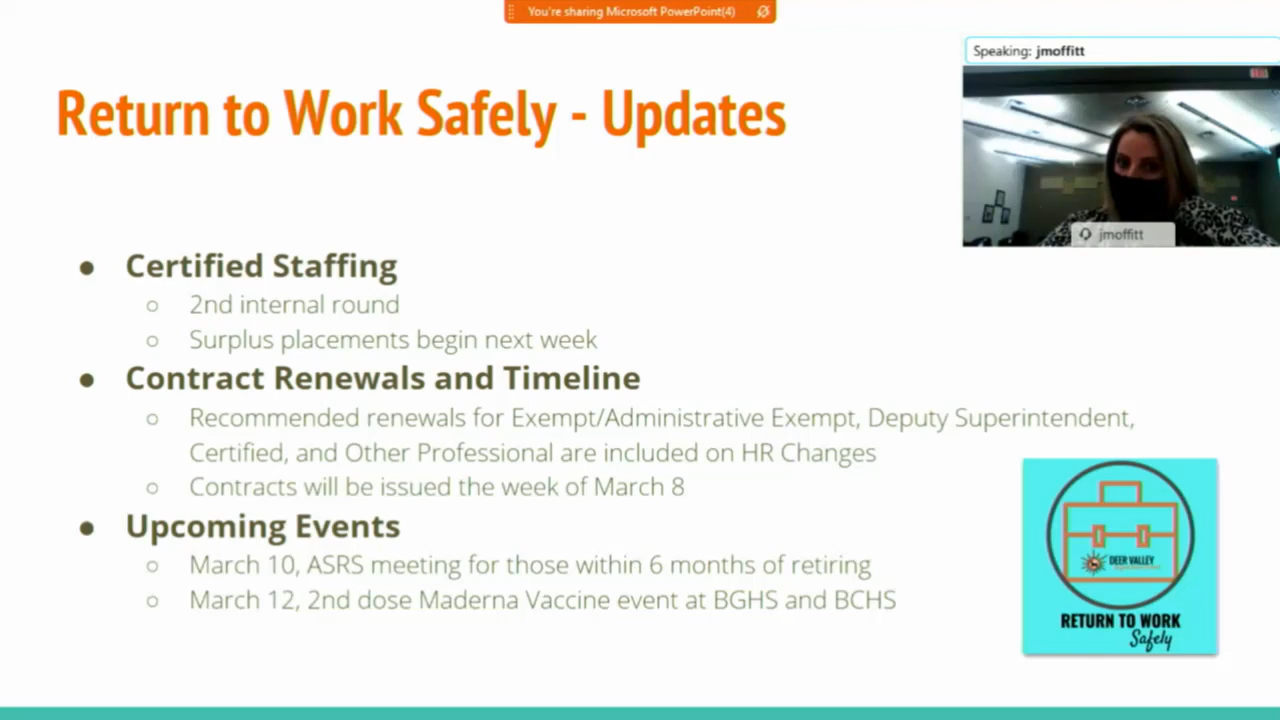 You're sharing Microsoft PowerPoint(4)
Speaking: jmoffitt
Return to Work Safely - Updates
jmoffitt
● Certified Staffing
○ 2nd internal round
○ Surplus placements begin next week
● Contract Renewals and Timeline
○ Recommended renewals for Exempt/Administrative Exempt, Deputy Superintendent,
Certified, and Other Professional are included on HR Changes
○ Contracts will be issued the week of March 8
● Upcoming Events
○ March 10, ASRS meeting for those within 6 months of retiring
○ March 12, 2nd dose Maderna Vaccine event at BGHS and BCHS
DEER VALLEY
RETURN TO WORK
Safely